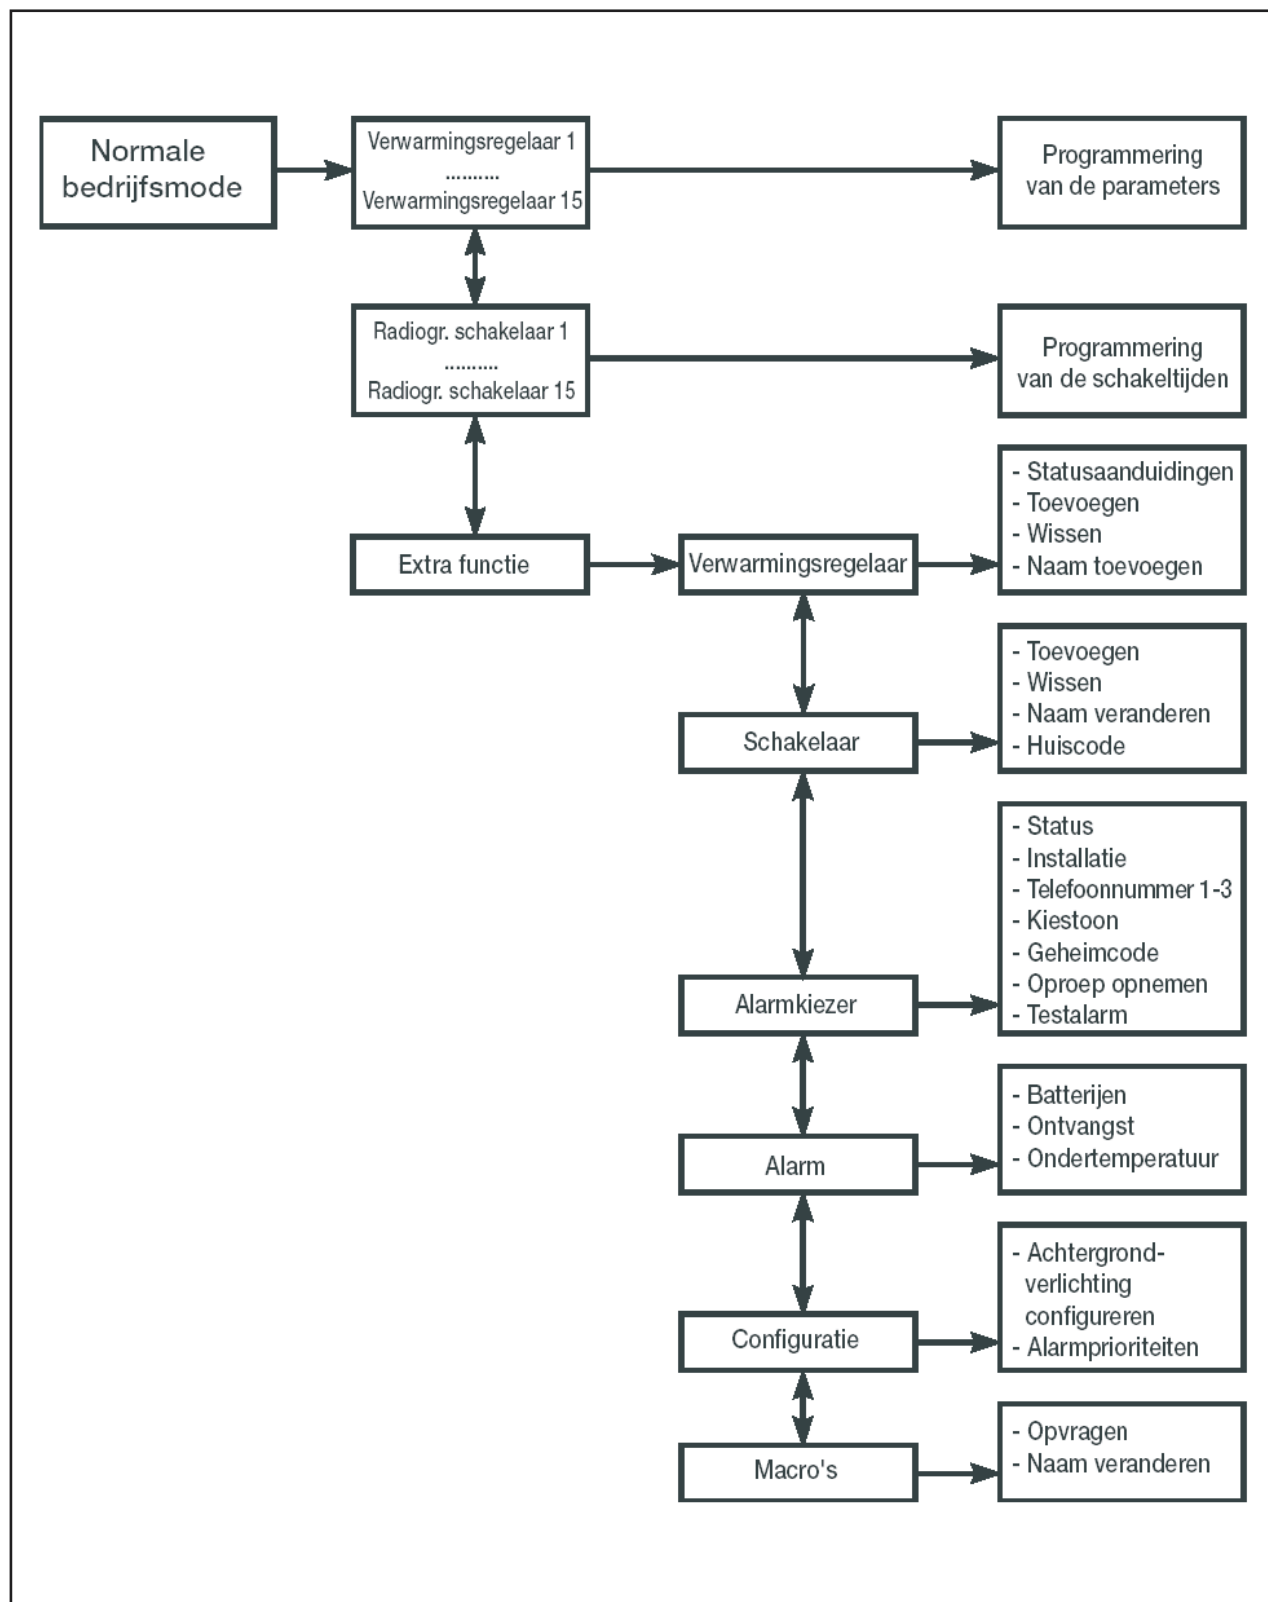 Normale
bedrijfsmode
Verwarmingsregelaar 1
..........
Verwarmingsregelaar 15
Programmering
van de parameters
Radiogr. schakelaar 1
..........
Radiogr. schakelaar 15
Programmering
van de schakeltijden
Extra functie
Verwarmingsregelaar
- Statusaanduidingen
- Toevoegen
- Wissen
- Naam toevoegen
Schakelaar
- Toevoegen
- Wissen
- Naam veranderen
- Huiscode
Alarmkiezer
- Status
- Installatie
- Telefoonnummer 1-3
- Kiestoon
- Geheimcode
- Oproep opnemen
- Testalarm
Alarm
- Batterijen
- Ontvangst
- Ondertemperatuur
Configuratie
- Achtergrond-
verlichting
configureren
- Alarmprioriteiten
Macro's
- Opvragen
- Naam veranderen